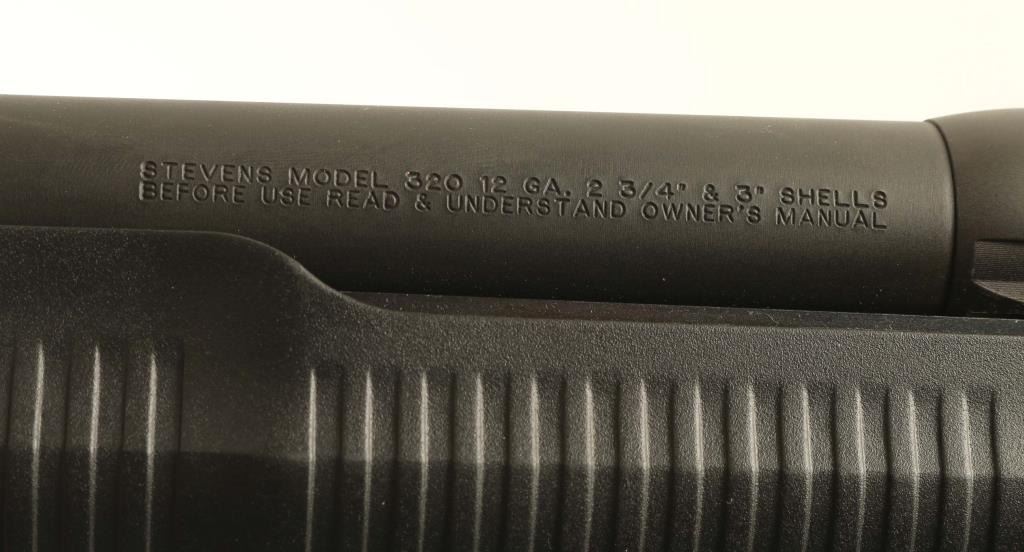 STEVENS MODEL 320 12 GA. 2 3/4" & 3" SHELLS
BEFORE USE READ & UNDERSTAND OWNER'S MANUAL